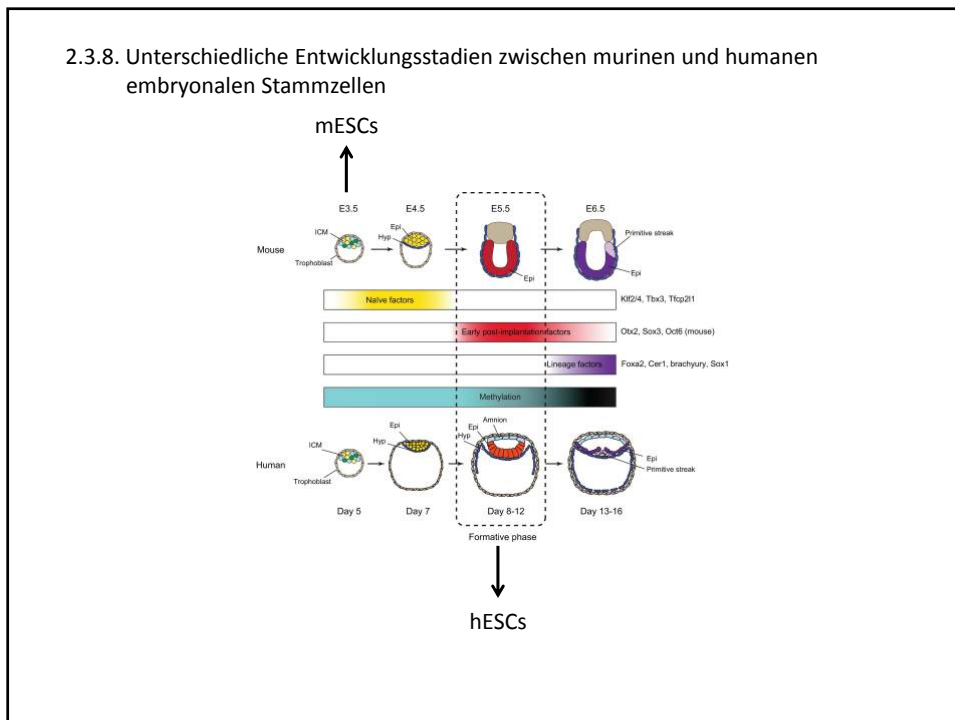 2.3.8. Unterschiedliche Entwicklungsstadien zwischen murinen und humanen
embryonalen Stammzellen
mESCs
E3.5 E4.5 E5.5 E6.5
ICM
Epi
Hyp
Primitive streak
Mouse
Trophoblast
Epi
Epi
Naïve factors
Klf2/4, Tbx3, Tfcp2l1
Early post-implantationfactors
Otx2, Sox3, Oct6 (mouse)
Lineage factors
Foxa2, Cer1, brachyury, Sox1
Methylation
Amnion
Epi
Epi
Hyp
ICM
Hyp
Human
Epi
Primitive streak
Trophoblast
Day 5 Day 7 Day 8-12 Day 13-16
Formative phase
hESCs